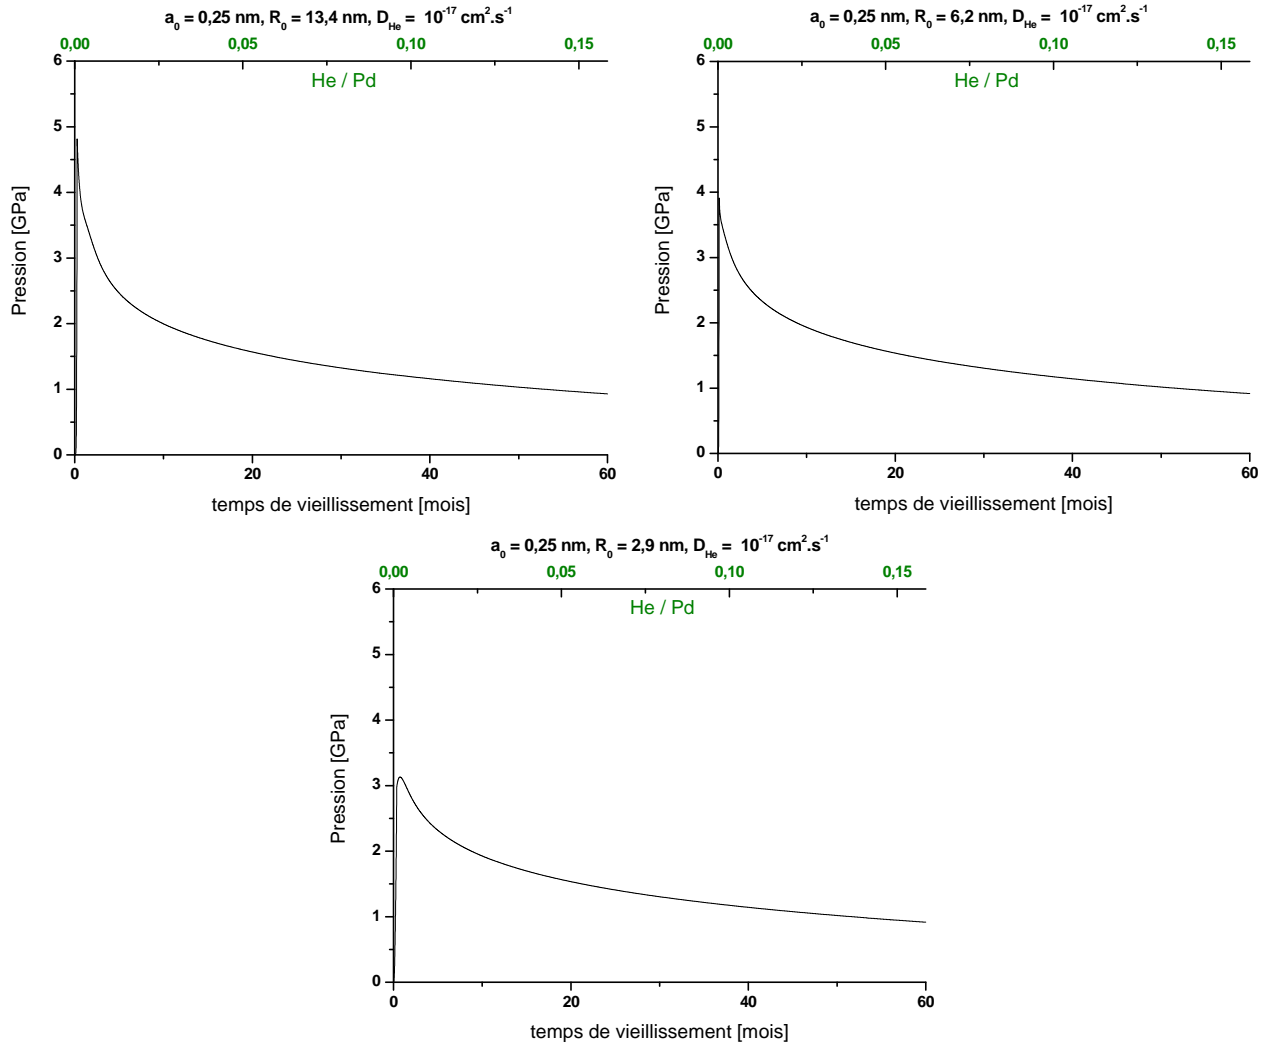 a₀ = 0,25 nm, R₀ = 13,4 nm, D_He = 10⁻¹⁷ cm².s⁻¹
0,00 0,05 0,10 0,15
He / Pd
6
5
4
3
2
1
0
Pression [GPa]
0 20 40 60
temps de vieillissement [mois]
a₀ = 0,25 nm, R₀ = 6,2 nm, D_He = 10⁻¹⁷ cm².s⁻¹
0,00 0,05 0,10 0,15
He / Pd
6
5
4
3
2
1
0
Pression [GPa]
0 20 40 60
temps de vieillissement [mois]
a₀ = 0,25 nm, R₀ = 2,9 nm, D_He = 10⁻¹⁷ cm².s⁻¹
0,00 0,05 0,10 0,15
He / Pd
6
5
4
3
2
1
0
Pression [GPa]
0 20 40 60
temps de vieillissement [mois]